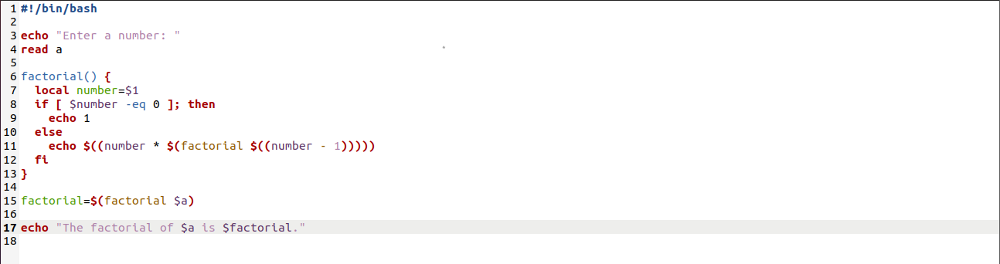 1 #!/bin/bash
2
3 echo "Enter a number: "
4 read a
5
6 factorial() {
7   local number=$1
8   if [ $number -eq 0 ]; then
9     echo 1
10   else
11     echo $((number * $(factorial $((number - 1)))))
12   fi
13 }
14
15 factorial=$(factorial $a)
16
17 echo "The factorial of $a is $factorial."
18